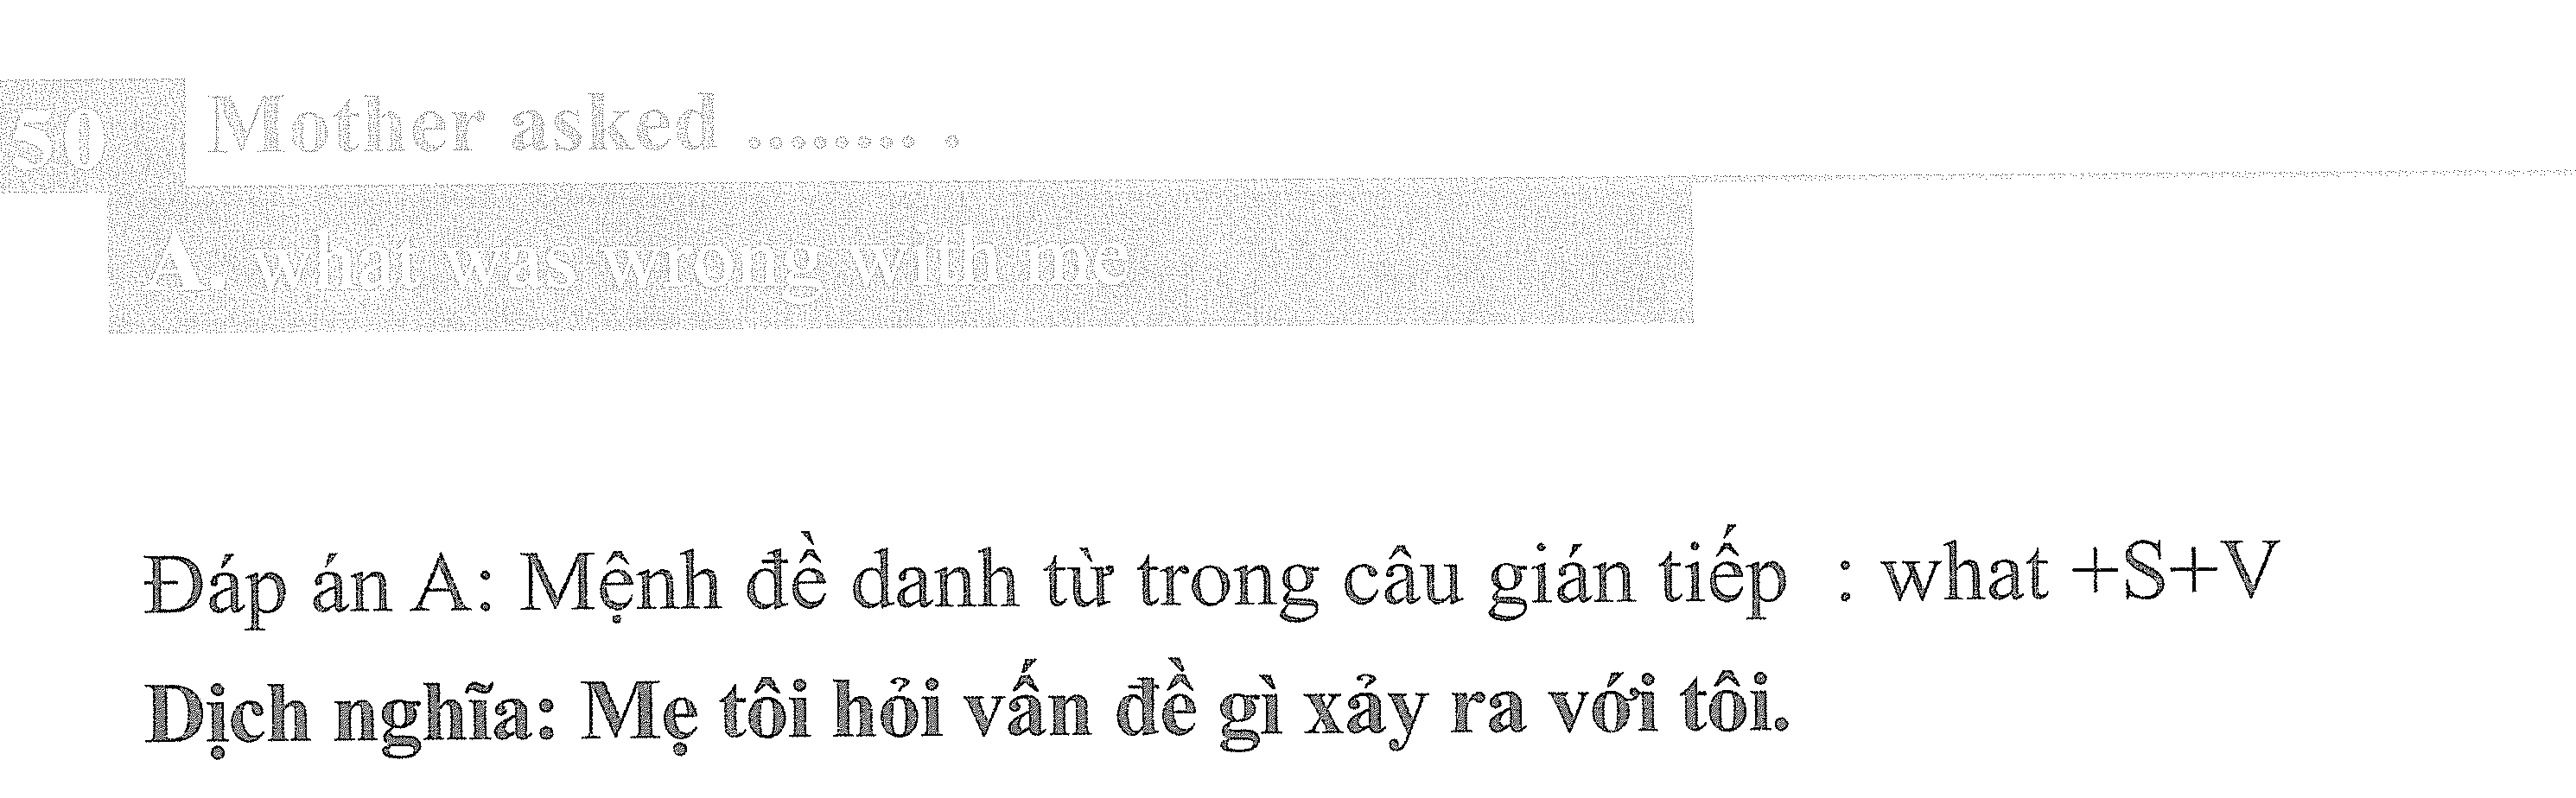 50 Mother asked ........ .
A. what was wrong with me
Đáp án A: Mệnh đề danh từ trong câu gián tiếp : what +S+V
Dịch nghĩa: Mẹ tôi hỏi vấn đề gì xảy ra với tôi.